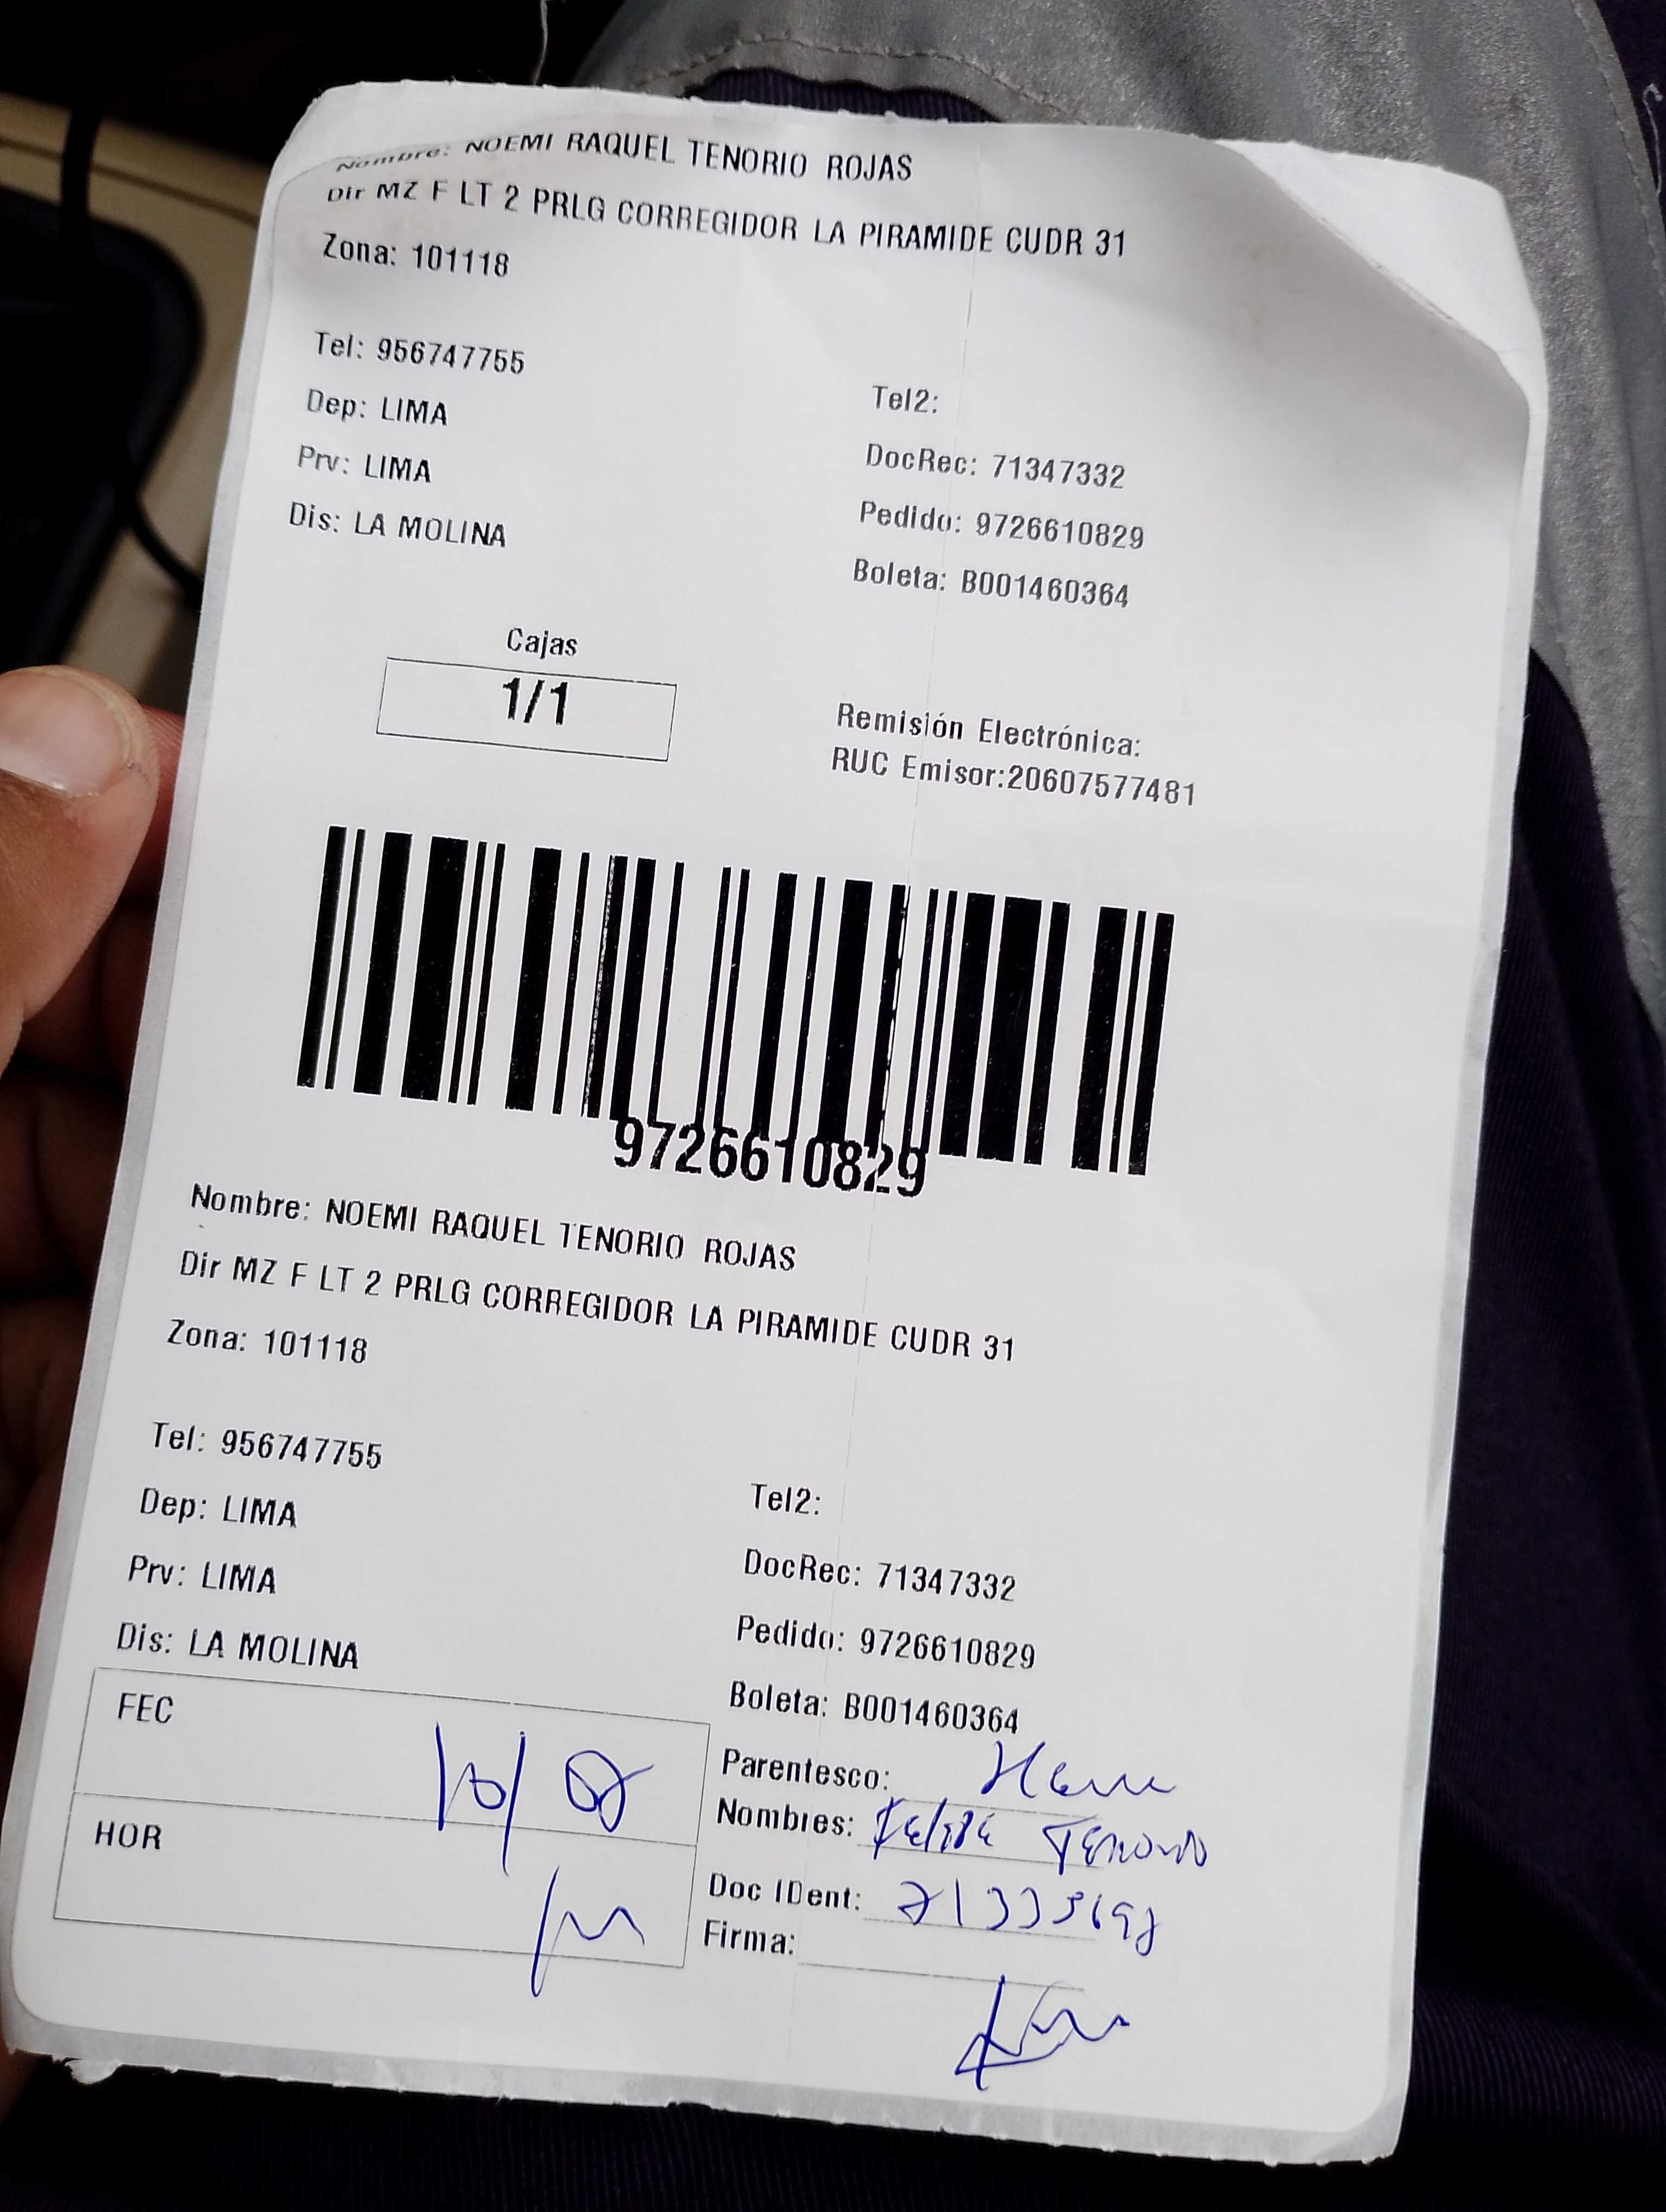 Nombre: NOEMI RAQUEL TENORIO ROJAS
Dir MZ F LT 2 PRLG CORREGIDOR LA PIRAMIDE CUDR 31
Zona: 101118
Tel: 956747755
Tel2:
Dep: LIMA
DocRec: 71347332
Prv: LIMA
Pedido: 9726610829
Dis: LA MOLINA
Boleta: B001460364
Cajas
1/1
Remisión Electrónica:
RUC Emisor:20607577481
9726610829
Nombre: NOEMI RAQUEL TENORIO ROJAS
Dir MZ F LT 2 PRLG CORREGIDOR LA PIRAMIDE CUDR 31
Zona: 101118
Tel: 956747755
Tel2:
Dep: LIMA
DocRec: 71347332
Prv: LIMA
Pedido: 9726610829
Dis: LA MOLINA
Boleta: B001460364
FEC
Parentesco:
Nombres: Felipe Tenorio
HOR
Doc IDent:
Firma: